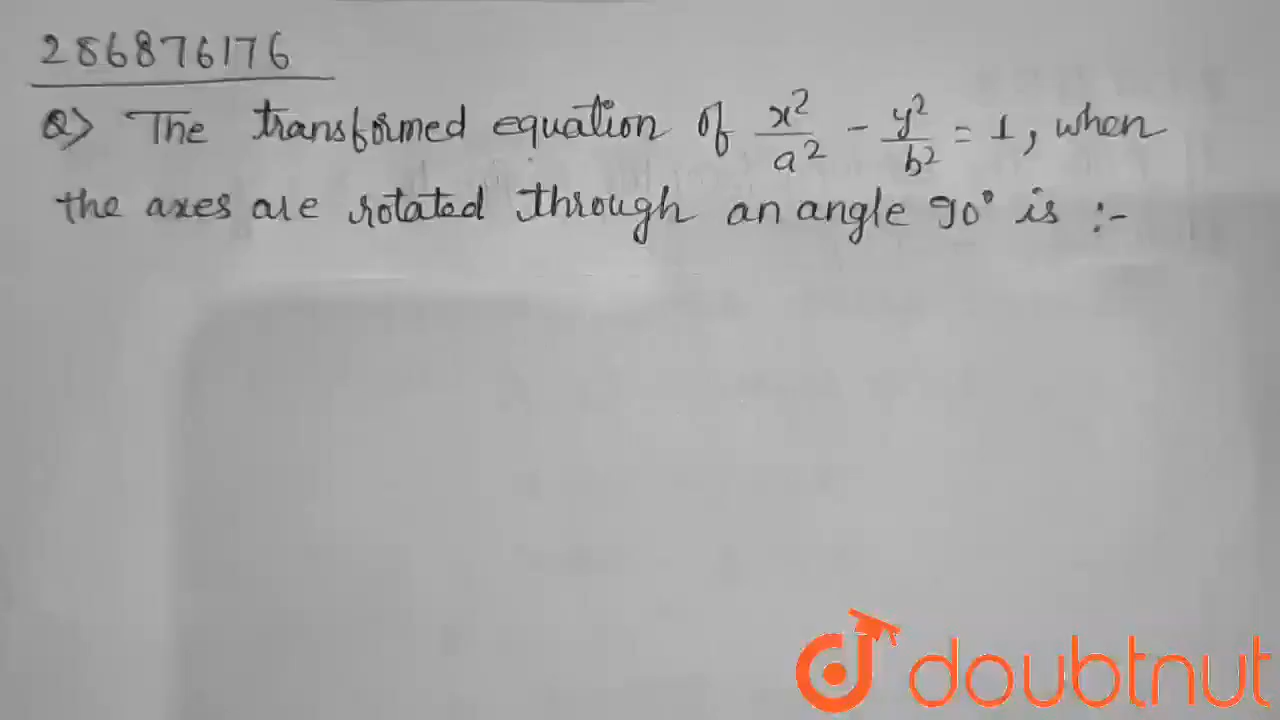 286876176
Q> The transformed equation of x²/a² - y²/b² = 1, when
the axes are rotated through an angle 90° is :-
doubtnut